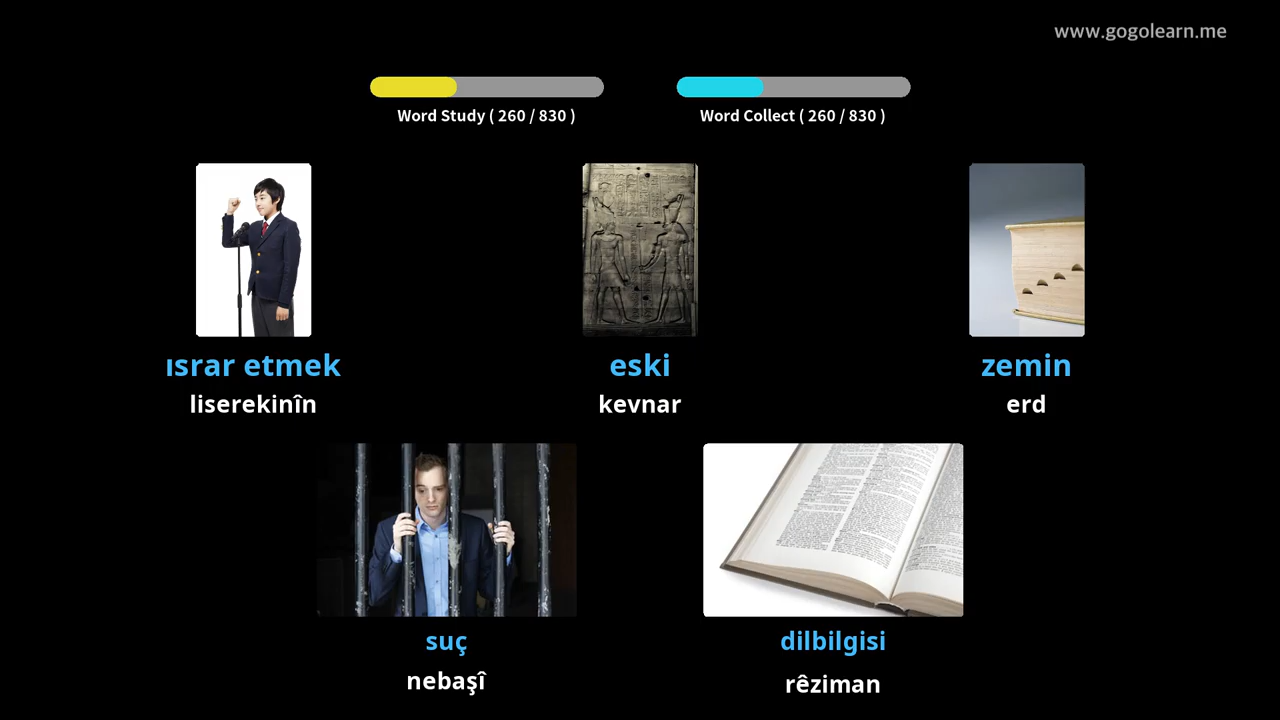 www.gogolearn.me
Word Study ( 260 / 830 )
Word Collect ( 260 / 830 )
ısrar etmek
liserekinîn
eski
kevnar
zemin
erd
suç
nebaşî
dilbilgisi
rêziman